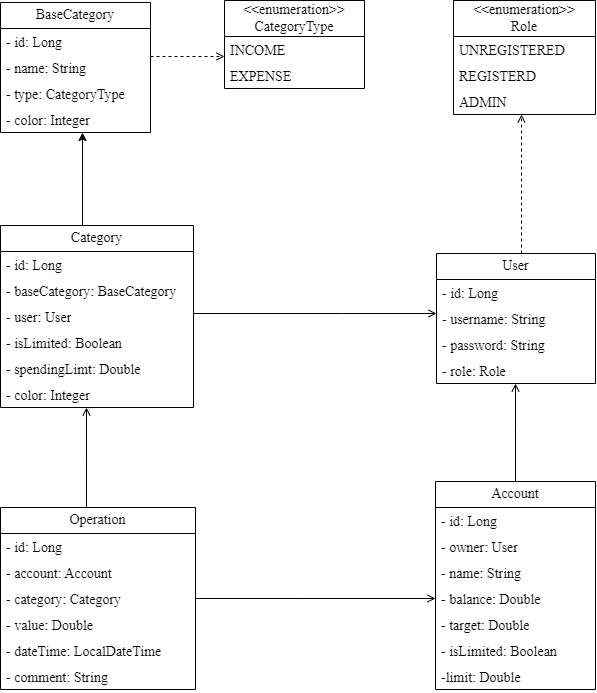 BaseCategory
- id: Long
- name: String
- type: CategoryType
- color: Integer
<<enumeration>>
CategoryType
INCOME
EXPENSE
<<enumeration>>
Role
UNREGISTERED
REGISTERD
ADMIN
Category
- id: Long
- baseCategory: BaseCategory
- user: User
- isLimited: Boolean
- spendingLimt: Double
- color: Integer
User
- id: Long
- username: String
- password: String
- role: Role
Operation
- id: Long
- account: Account
- category: Category
- value: Double
- dateTime: LocalDateTime
- comment: String
Account
- id: Long
- owner: User
- name: String
- balance: Double
- target: Double
- isLimited: Boolean
-limit: Double